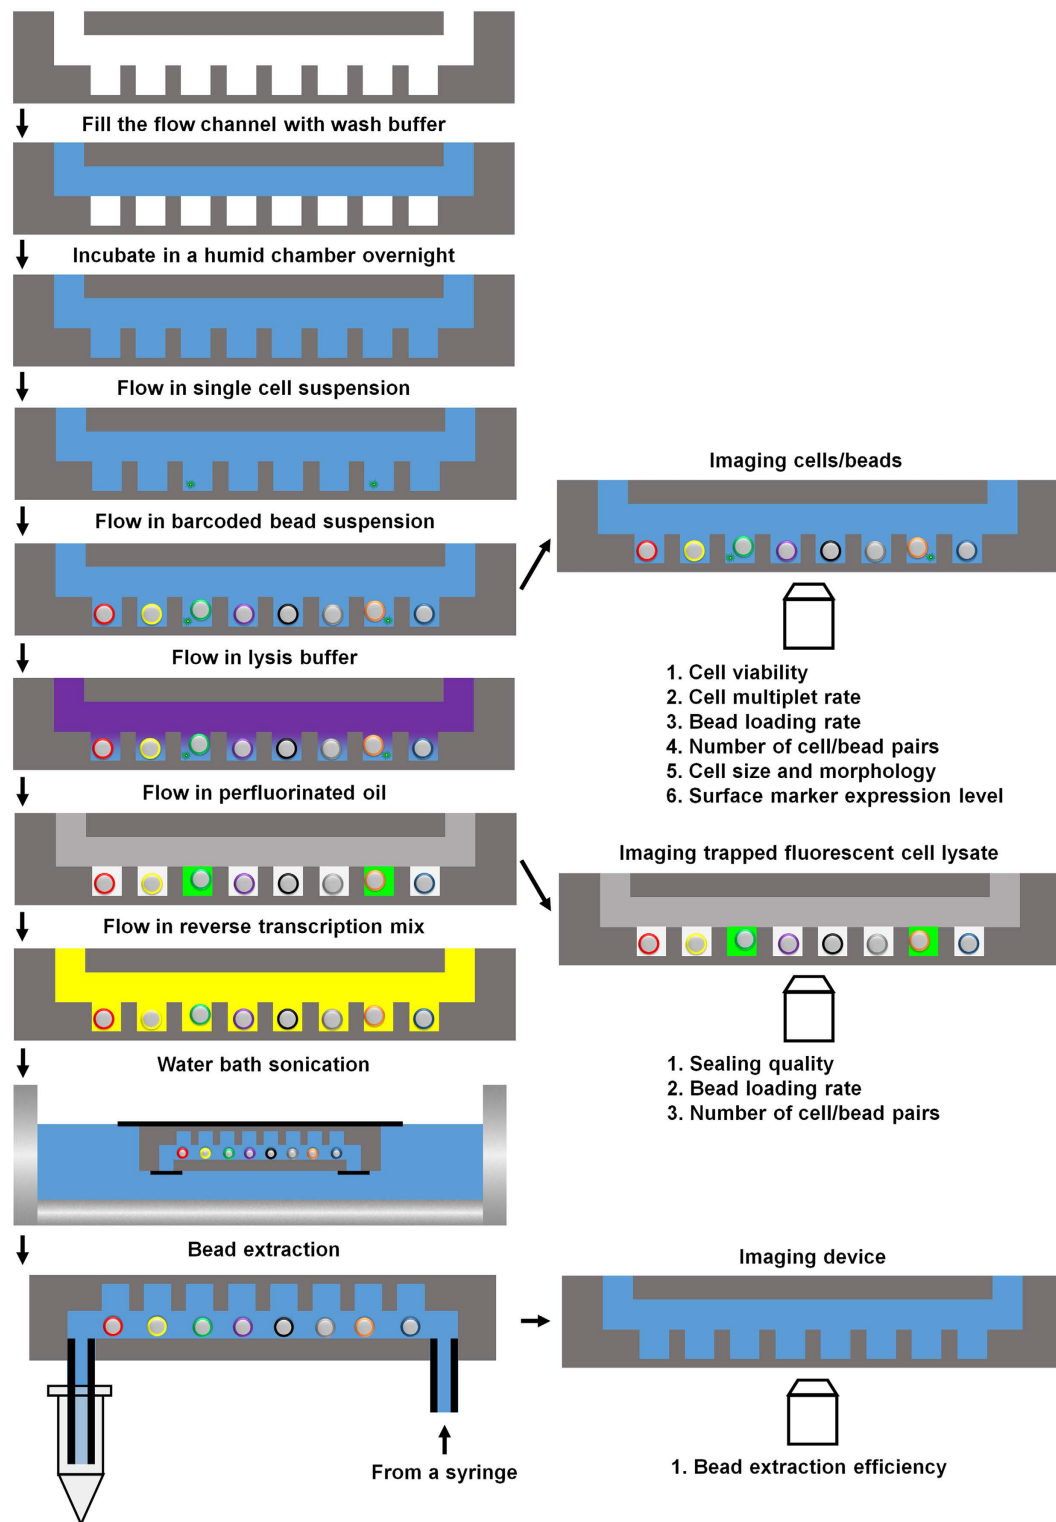 Fill the flow channel with wash buffer
Incubate in a humid chamber overnight
Flow in single cell suspension
Flow in barcoded bead suspension
Flow in lysis buffer
Flow in perfluorinated oil
Flow in reverse transcription mix
Water bath sonication
Bead extraction
From a syringe
Imaging cells/beads
1. Cell viability
2. Cell multiplet rate
3. Bead loading rate
4. Number of cell/bead pairs
5. Cell size and morphology
6. Surface marker expression level
Imaging trapped fluorescent cell lysate
1. Sealing quality
2. Bead loading rate
3. Number of cell/bead pairs
Imaging device
1. Bead extraction efficiency